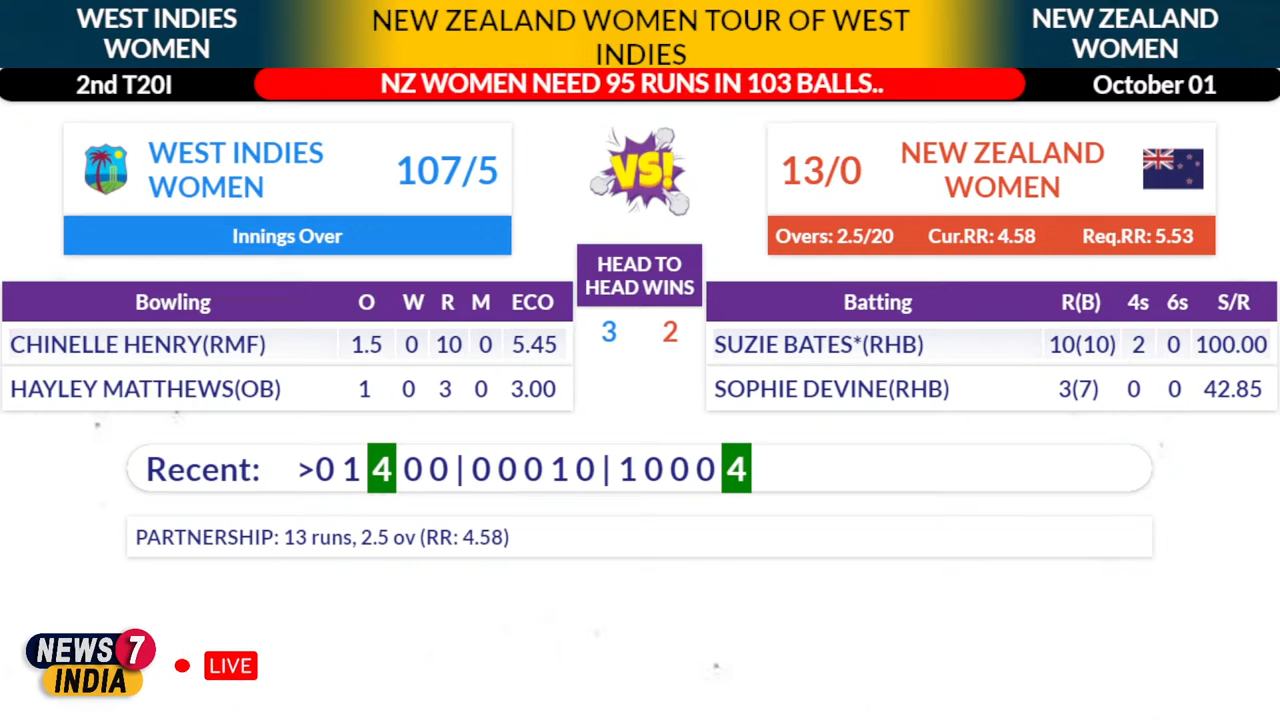 WEST INDIES
WOMEN
NEW ZEALAND WOMEN TOUR OF WEST
INDIES
NEW ZEALAND
WOMEN
2nd T20I
NZ WOMEN NEED 95 RUNS IN 103 BALLS..
October 01
WEST INDIES
WOMEN
107/5
Innings Over
VS!
13/0
NEW ZEALAND
WOMEN
Overs: 2.5/20 Cur.RR: 4.58 Req.RR: 5.53
HEAD TO
HEAD WINS
3 2
Bowling O W R M ECO
CHINELLE HENRY(RMF) 1.5 0 10 0 5.45
HAYLEY MATTHEWS(OB) 1 0 3 0 3.00
Batting R(B) 4s 6s S/R
SUZIE BATES*(RHB) 10(10) 2 0 100.00
SOPHIE DEVINE(RHB) 3(7) 0 0 42.85
Recent: >0 1 4 0 0 | 0 0 0 1 0 | 1 0 0 0 4
PARTNERSHIP: 13 runs, 2.5 ov (RR: 4.58)
NEWS 7
INDIA
LIVE